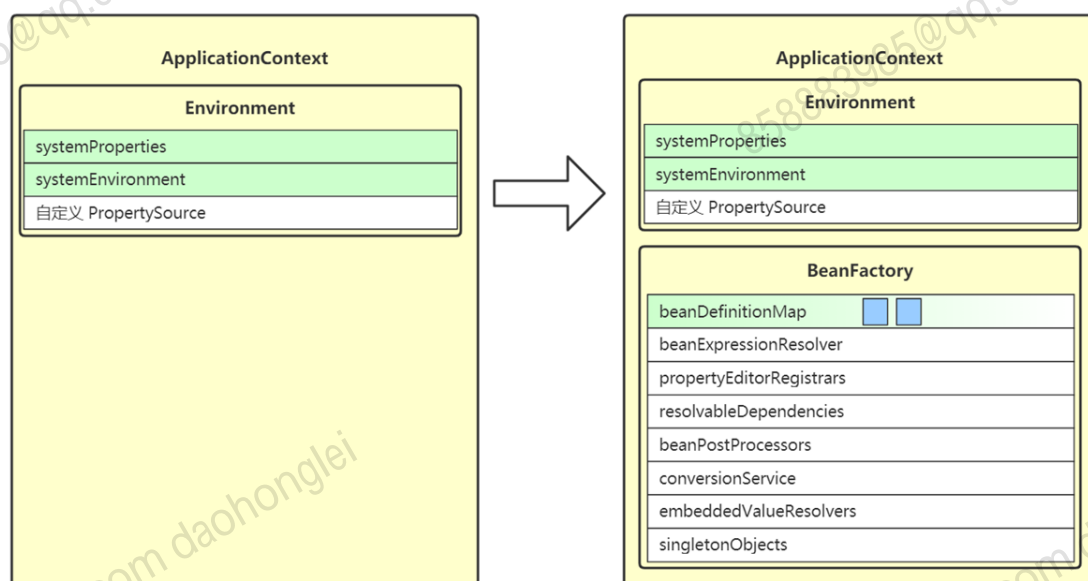 ApplicationContext
Environment
systemProperties
systemEnvironment
自定义 PropertySource
ApplicationContext
Environment
systemProperties
systemEnvironment
自定义 PropertySource
BeanFactory
beanDefinitionMap
beanExpressionResolver
propertyEditorRegistrars
resolvableDependencies
beanPostProcessors
conversionService
embeddedValueResolvers
singletonObjects
daohonglei